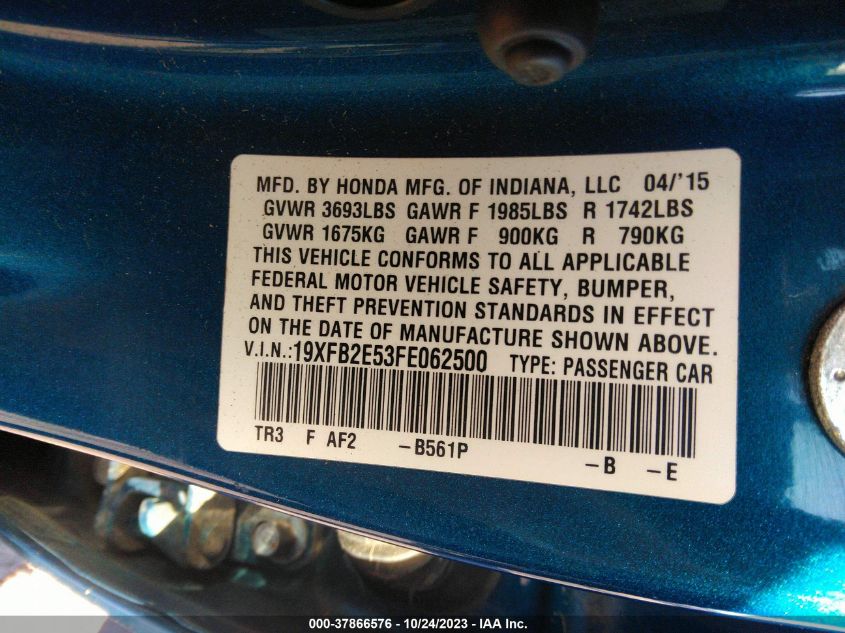 MFD. BY HONDA MFG. OF INDIANA, LLC 04/'15
GVWR 3693LBS GAWR F 1985LBS R 1742LBS
GVWR 1675KG GAWR F 900KG R 790KG
THIS VEHICLE CONFORMS TO ALL APPLICABLE
FEDERAL MOTOR VEHICLE SAFETY, BUMPER,
AND THEFT PREVENTION STANDARDS IN EFFECT
ON THE DATE OF MANUFACTURE SHOWN ABOVE.
V.I.N.:19XFB2E53FE062500 TYPE: PASSENGER CAR
TR3 F AF2 –B561P –B –E
000-37866576 - 10/24/2023 - IAA Inc.